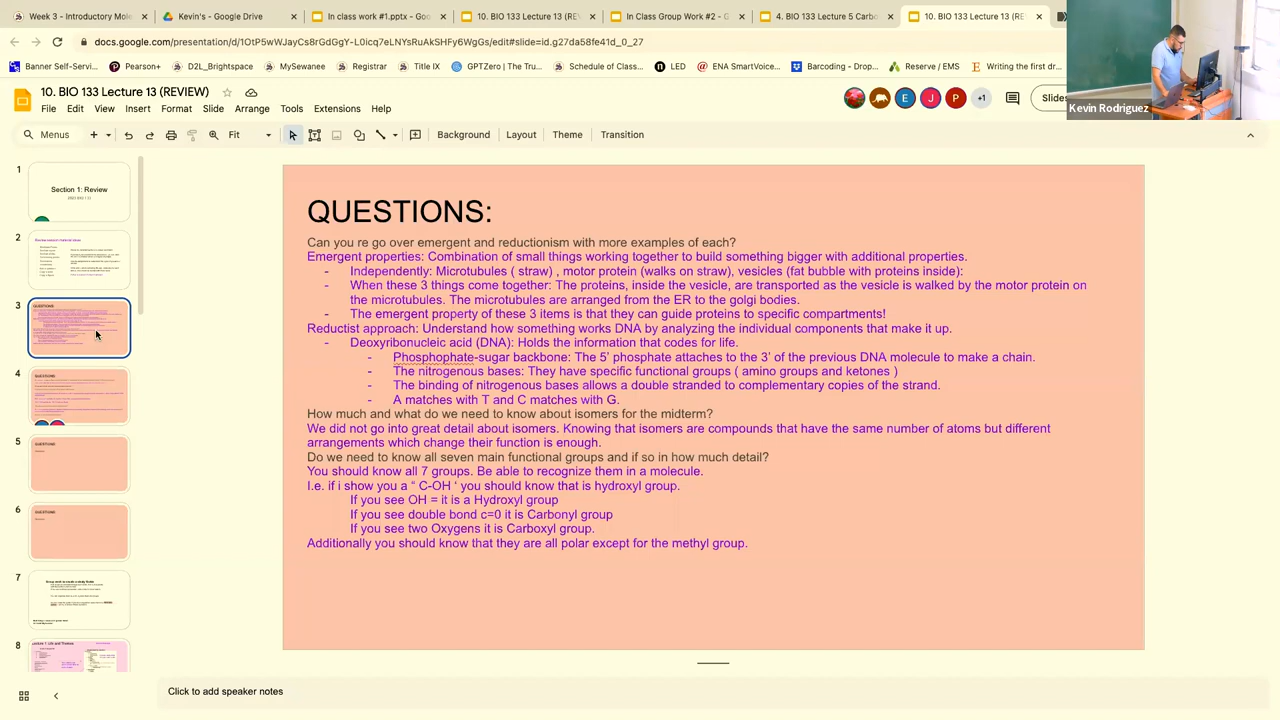 Week 3 - Introductory Mole
Kevin's - Google Drive
In class work #1.pptx - Goo
10. BIO 133 Lecture 13 (RE
In Class Group Work #2 - G
4. BIO 133 Lecture 5 Carbo
10. BIO 133 Lecture 13 (RE
docs.google.com/presentation/d/1OtP5wWJayCs8rGdGgY-L0icq7eLNYsRuAkSHFy6WgGs/edit#slide=id.g27da58fe41d_0_27
Banner Self-Servi...
Pearson+
D2L_Brightspace
MySewanee
Registrar
Title IX
GPTZero | The Tru...
Schedule of Class...
LED
ENA SmartVoice...
Barcoding - Drop...
Reserve / EMS
Writing the first dr...
Kevin Rodriguez
10. BIO 133 Lecture 13 (REVIEW)
File Edit View Insert Format Slide Arrange Tools Extensions Help
E J P +1
Menus
Fit
Background Layout Theme Transition
1
Section 1: Review
2
3
QUESTIONS:
4
QUESTIONS:
5
QUESTIONS:
6
QUESTIONS:
7
8
Lecture 1: Life and Themes
QUESTIONS:
Can you re go over emergent and reductionism with more examples of each?
Emergent properties: Combination of small things working together to build something bigger with additional properties.
- Independently: Microtubules ( straw) , motor protein (walks on straw), vesicles (fat bubble with proteins inside):
- When these 3 things come together: The proteins, inside the vesicle, are transported as the vesicle is walked by the motor protein on
the microtubules. The microtubules are arranged from the ER to the golgi bodies.
The emergent property of these 3 items is that they can guide proteins to specific compartments!
Reducist approach: Understand how something works DNA by analyzing the individual components that make it up.
- Deoxyribonucleic acid (DNA): Holds the information that codes for life.
- Phosphophate-sugar backbone: The 5' phosphate attaches to the 3' of the previous DNA molecule to make a chain.
- The nitrogenous bases: They have specific functional groups ( amino groups and ketones )
- The binding of nitrogenous bases allows a double stranded to complementary copies of the strand.
- A matches with T and C matches with G.
How much and what do we need to know about isomers for the midterm?
We did not go into great detail about isomers. Knowing that isomers are compounds that have the same number of atoms but different
arrangements which change their function is enough.
Do we need to know all seven main functional groups and if so in how much detail?
You should know all 7 groups. Be able to recognize them in a molecule.
I.e. if i show you a “ C-OH ‘ you should know that is hydroxyl group.
If you see OH = it is a Hydroxyl group
If you see double bond c=0 it is Carbonyl group
If you see two Oxygens it is Carboxyl group.
Additionally you should know that they are all polar except for the methyl group.
Click to add speaker notes